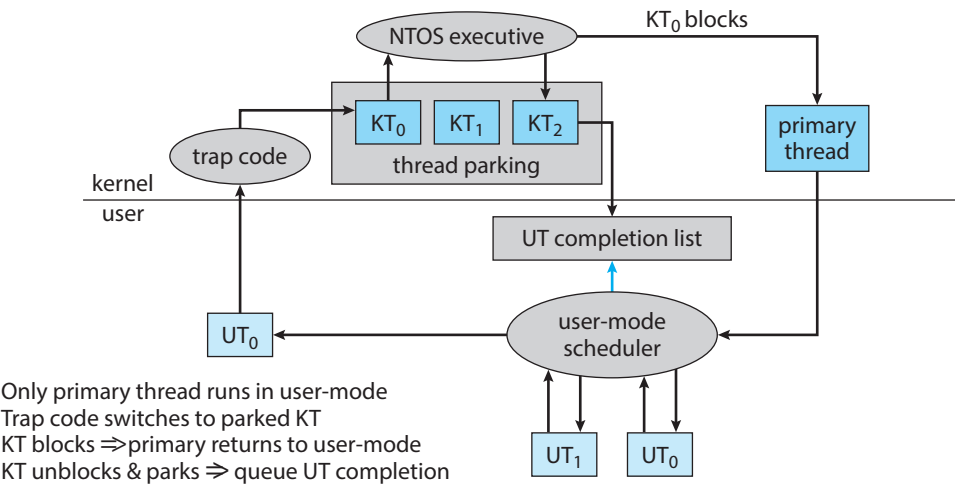 NTOS executive
KT₀ blocks
KT₀
KT₁
KT₂
primary
thread
trap code
thread parking
kernel
user
UT completion list
UT₀
user-mode
scheduler
Only primary thread runs in user-mode
Trap code switches to parked KT
KT blocks ⇒primary returns to user-mode
KT unblocks & parks ⇒ queue UT completion
UT₁
UT₀